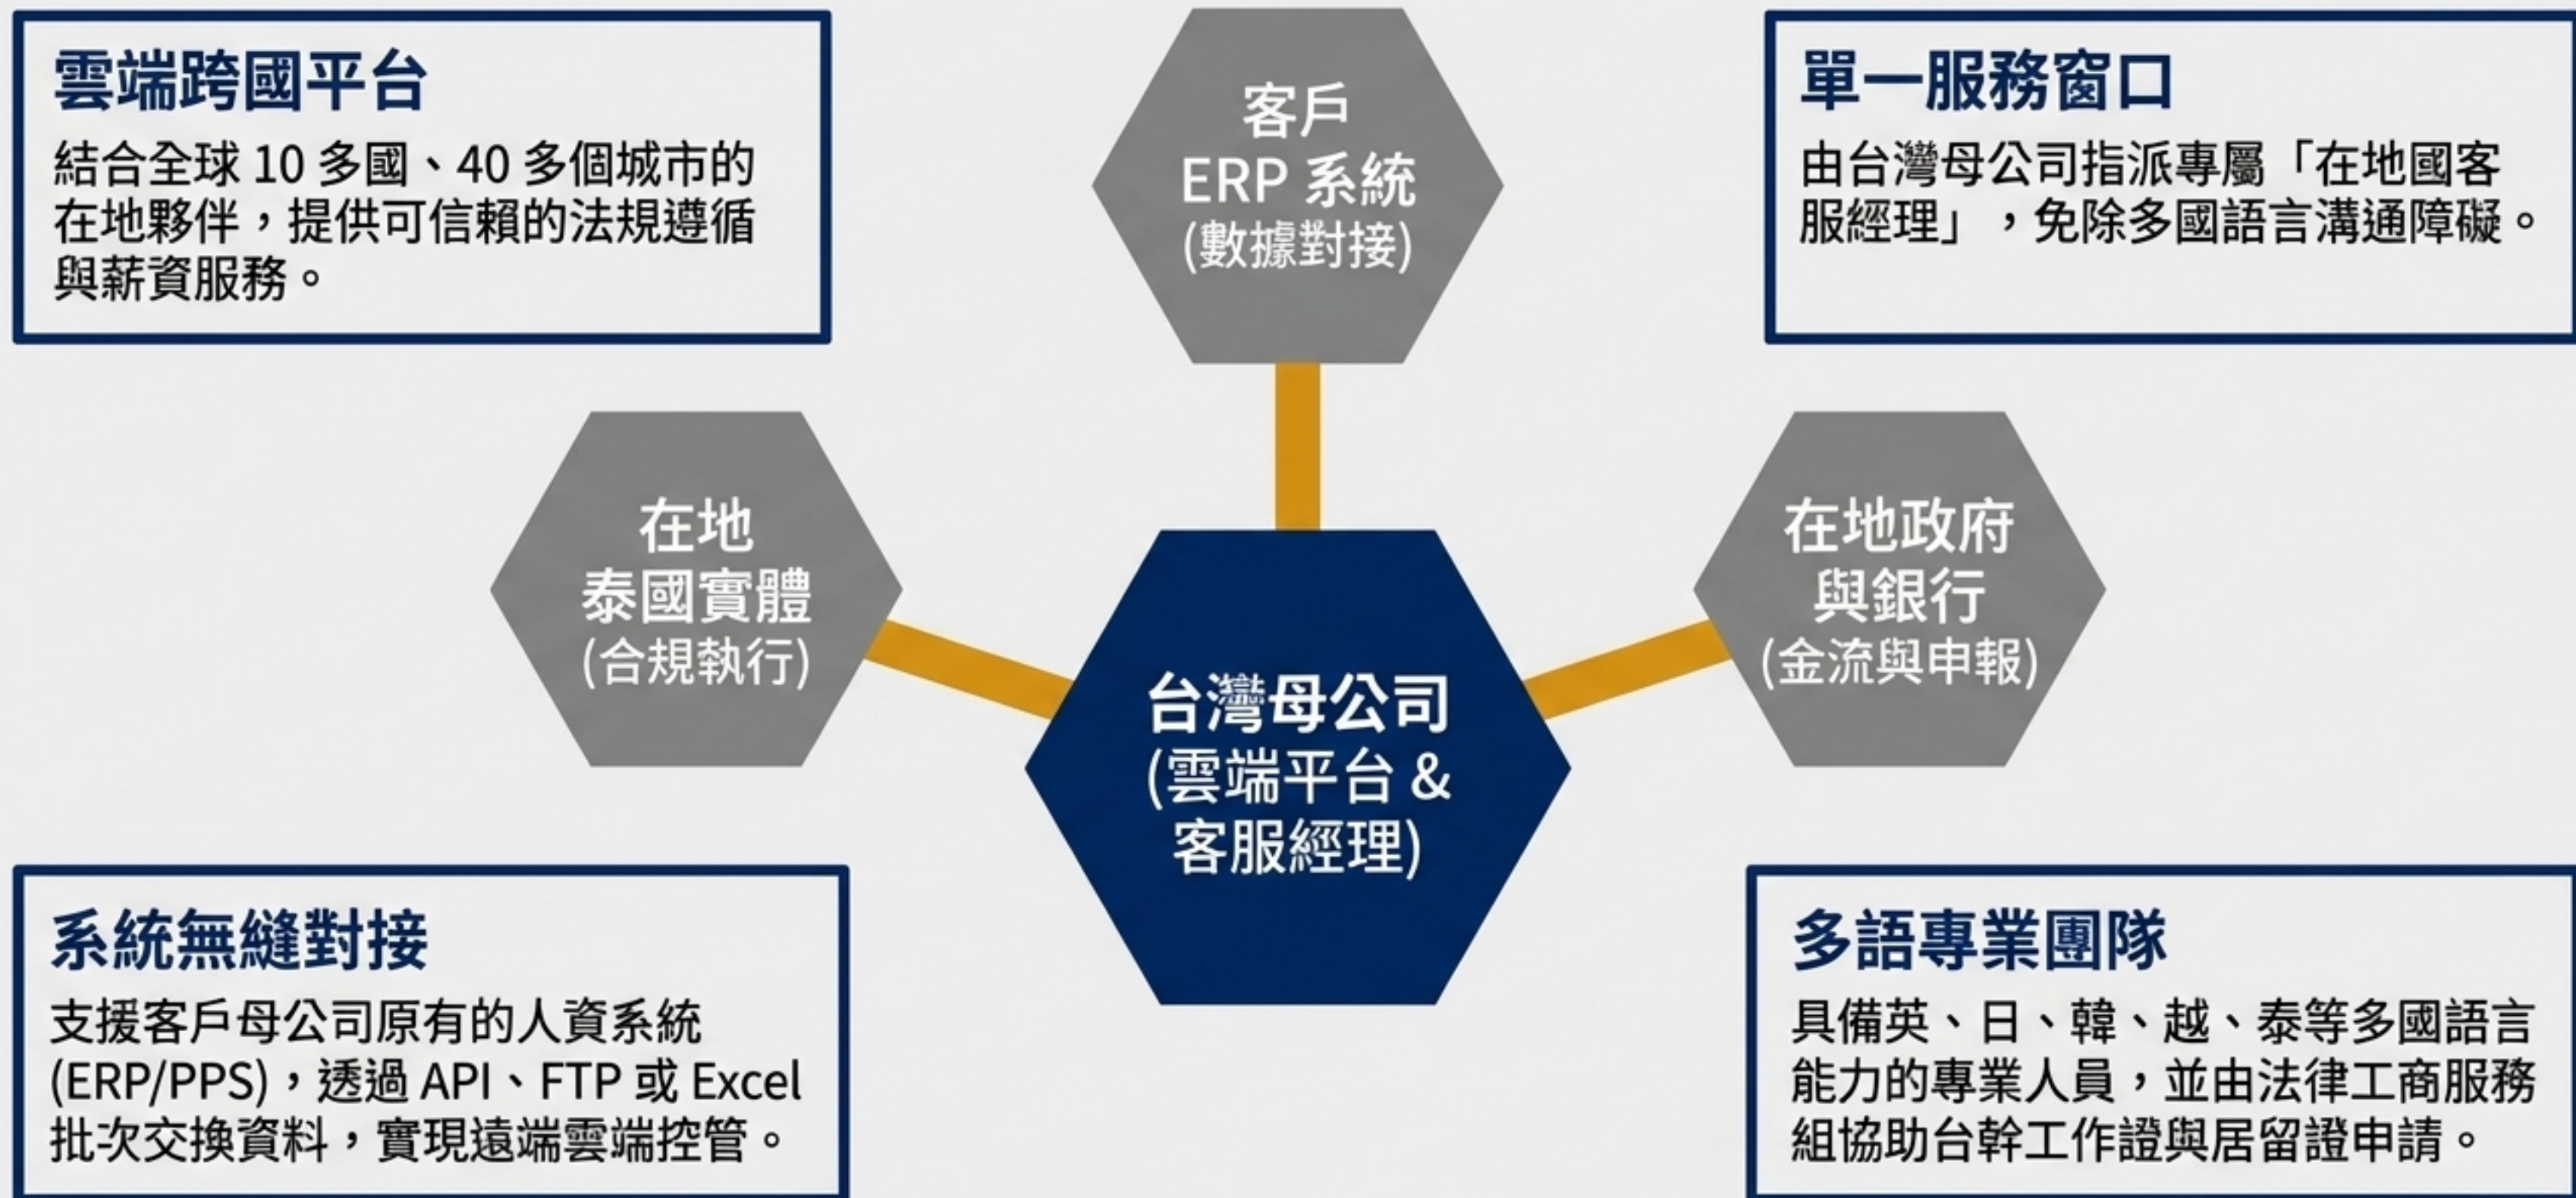 雲端跨國平台
結合全球 10 多國、40 多個城市的
在地夥伴，提供可信賴的法規遵循
與薪資服務。
客戶
ERP 系統
(數據對接)
單一服務窗口
由台灣母公司指派專屬「在地國客
服經理」，免除多國語言溝通障礙。
在地
泰國實體
(合規執行)
台灣母公司
(雲端平台 &
客服經理)
在地政府
與銀行
(金流與申報)
系統無縫對接
支援客戶母公司原有的人資系統
(ERP/PPS)，透過 API、FTP 或 Excel
批次交換資料，實現遠端雲端控管。
多語專業團隊
具備英、日、韓、越、泰等多國語言
能力的專業人員，並由法律工商服務
組協助台幹工作證與居留證申請。